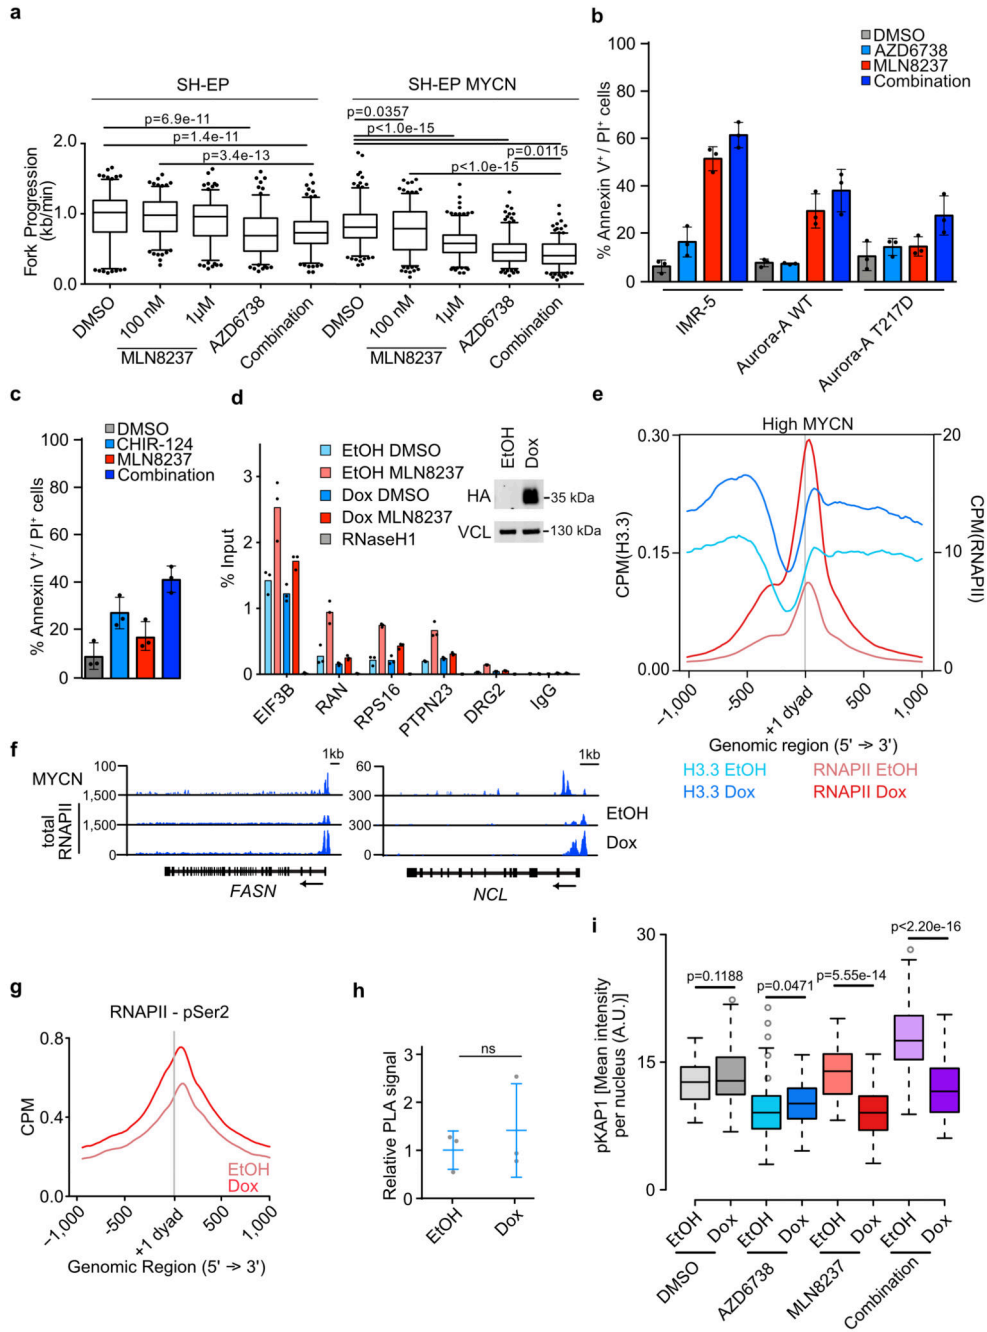 a
SH-EP
SH-EP MYCN
p=6.9e-11
p=1.4e-11
p=3.4e-13
p=0.0357
p<1.0e-15
p=0.0115
p<1.0e-15
Fork Progression
(kb/min)
2.0
1.0
0.0
DMSO
100 nM
1µM
AZD6738
Combination
DMSO
100 nM
1µM
AZD6738
Combination
MLN8237
MLN8237
b
DMSO
AZD6738
MLN8237
Combination
% Annexin V⁺ / PI⁺ cells
100
80
60
40
20
0
IMR-5
Aurora-A WT
Aurora-A T217D
c
DMSO
CHIR-124
MLN8237
Combination
% Annexin V⁺ / PI⁺ cells
100
80
60
40
20
0
d
EtOH DMSO
EtOH MLN8237
Dox DMSO
Dox MLN8237
RNaseH1
% Input
3
2
1
0
EIF3B
RAN
RPS16
PTPN23
DRG2
IgG
EtOH
Dox
HA
35 kDa
VCL
130 kDa
e
High MYCN
CPM(H3.3)
0.30
0.15
0.00
CPM(RNAPII)
20
10
0
−1,000
-500
+1 dyad
500
1,000
Genomic region (5' → 3')
H3.3 EtOH
RNAPII EtOH
H3.3 Dox
RNAPII Dox
f
1kb
1kb
MYCN
total
RNAPII
100
1,500
1,500
0
60
300
300
0
EtOH
Dox
FASN
NCL
g
RNAPII - pSer2
CPM
0.8
0.4
0.0
EtOH
Dox
−1,000
-500
+1 dyad
500
1,000
Genomic Region (5' → 3')
h
ns
Relative PLA signal
3
2
1
0
EtOH
Dox
i
p=0.1188
p=0.0471
p=5.55e-14
p<2.20e-16
pKAP1 [Mean intensity
per nucleus (A.U.)]
30
15
0
EtOH
Dox
EtOH
Dox
EtOH
Dox
EtOH
Dox
DMSO
AZD6738
MLN8237
Combination